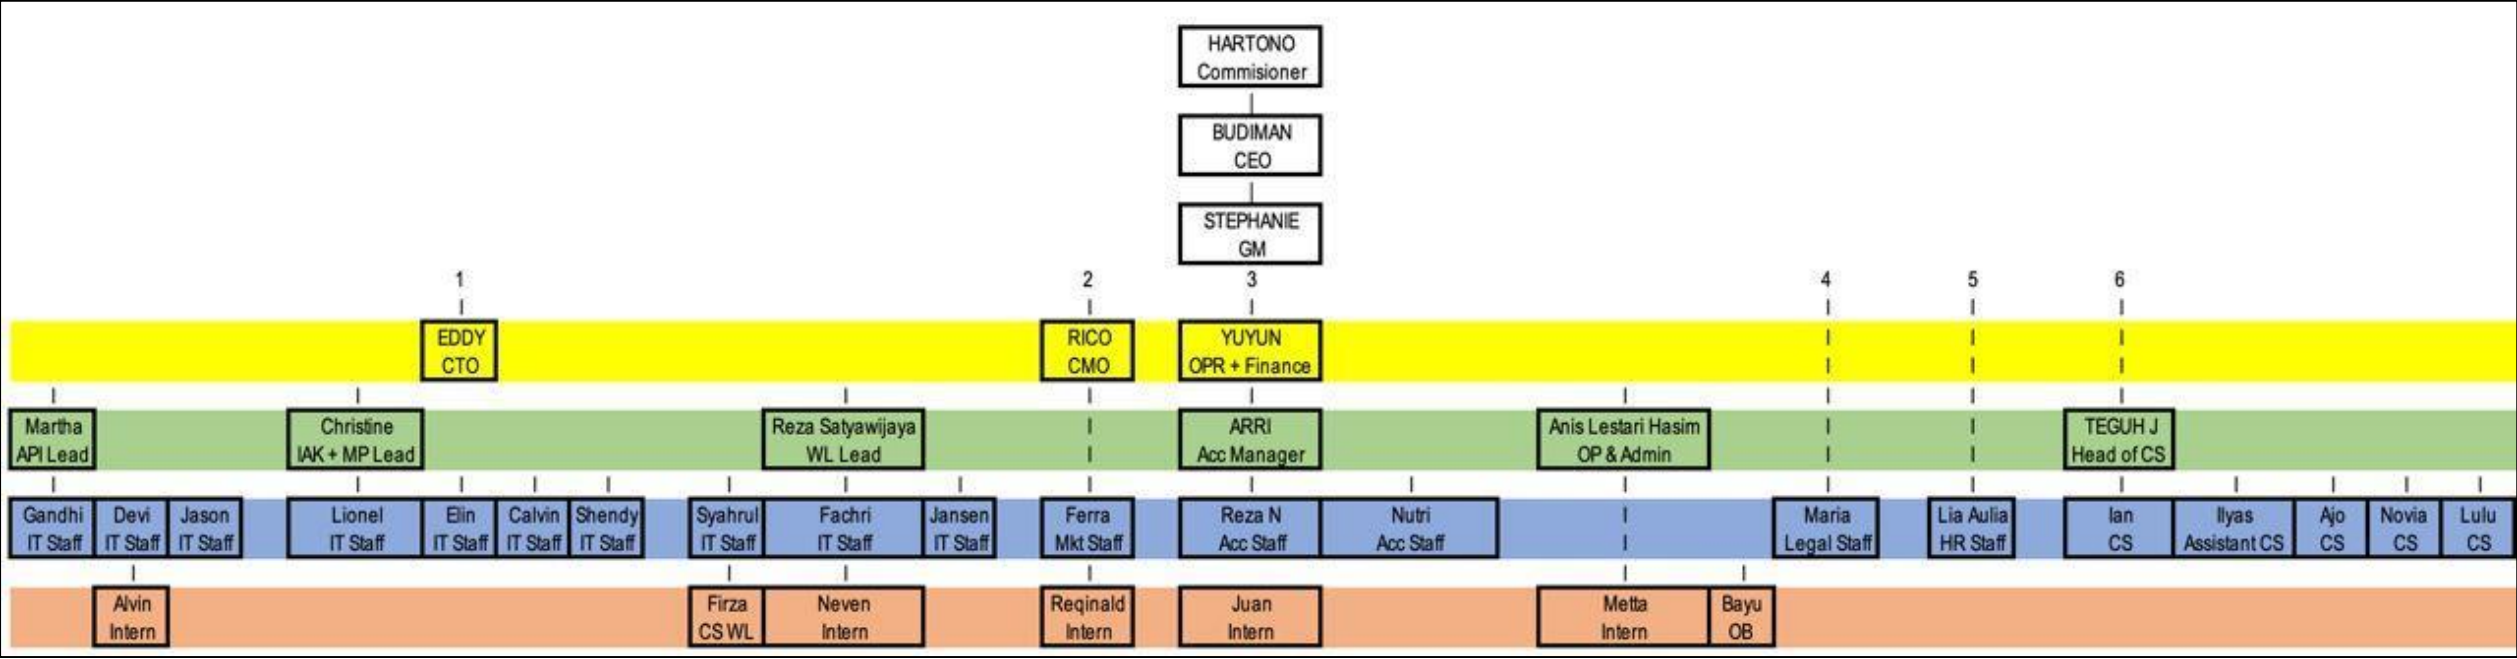 HARTONO
Commisioner
BUDIMAN
CEO
STEPHANIE
GM
1 2 3 4 5 6
EDDY
CTO
RICO
CMO
YUYUN
OPR + Finance
Martha
API Lead
Christine
IAK + MP Lead
Reza Satyawijaya
WL Lead
ARRI
Acc Manager
Anis Lestari Hasim
OP & Admin
TEGUH J
Head of CS
Gandhi
IT Staff
Devi
IT Staff
Jason
IT Staff
Lionel
IT Staff
Elin
IT Staff
Calvin
IT Staff
Shendy
IT Staff
Syahrul
IT Staff
Fachri
IT Staff
Jansen
IT Staff
Ferra
Mkt Staff
Reza N
Acc Staff
Nutri
Acc Staff
Maria
Legal Staff
Lia Aulia
HR Staff
Ian
CS
Ilyas
Assistant CS
Ajo
CS
Novia
CS
Lulu
CS
Alvin
Intern
Firza
CS WL
Neven
Intern
Reqinald
Intern
Juan
Intern
Metta
Intern
Bayu
OB